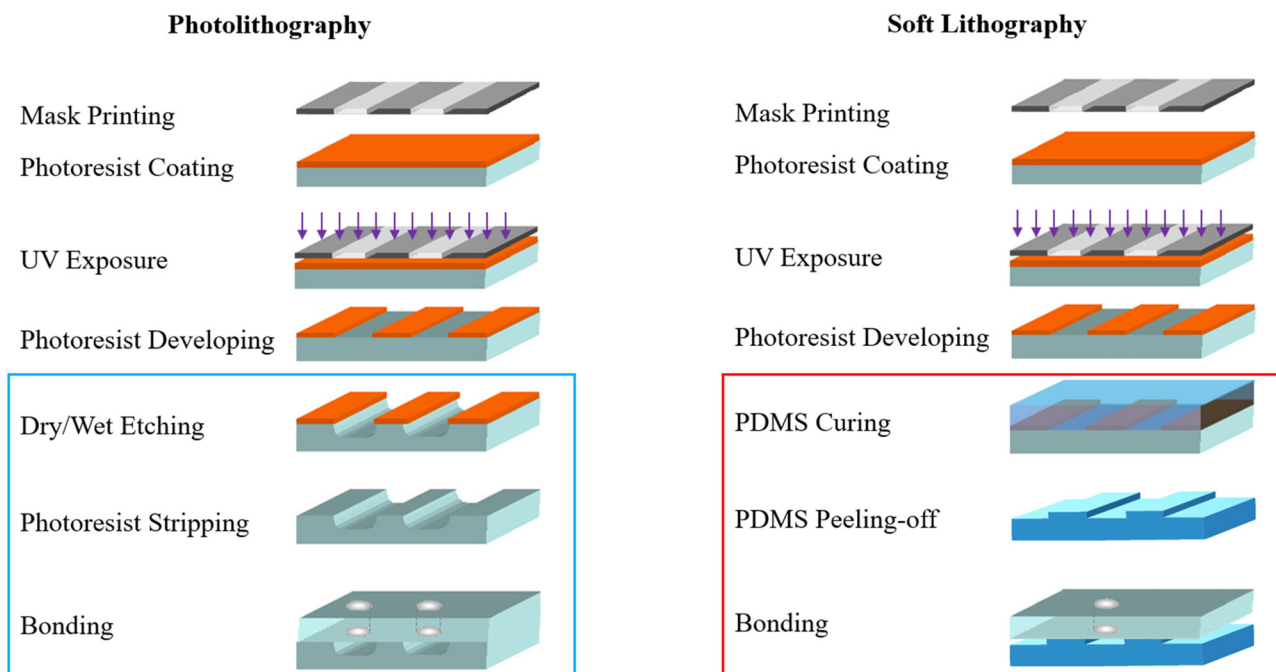 Photolithography
Mask Printing
Photoresist Coating
UV Exposure
Photoresist Developing
Dry/Wet Etching
Photoresist Stripping
Bonding
Soft Lithography
Mask Printing
Photoresist Coating
UV Exposure
Photoresist Developing
PDMS Curing
PDMS Peeling-off
Bonding